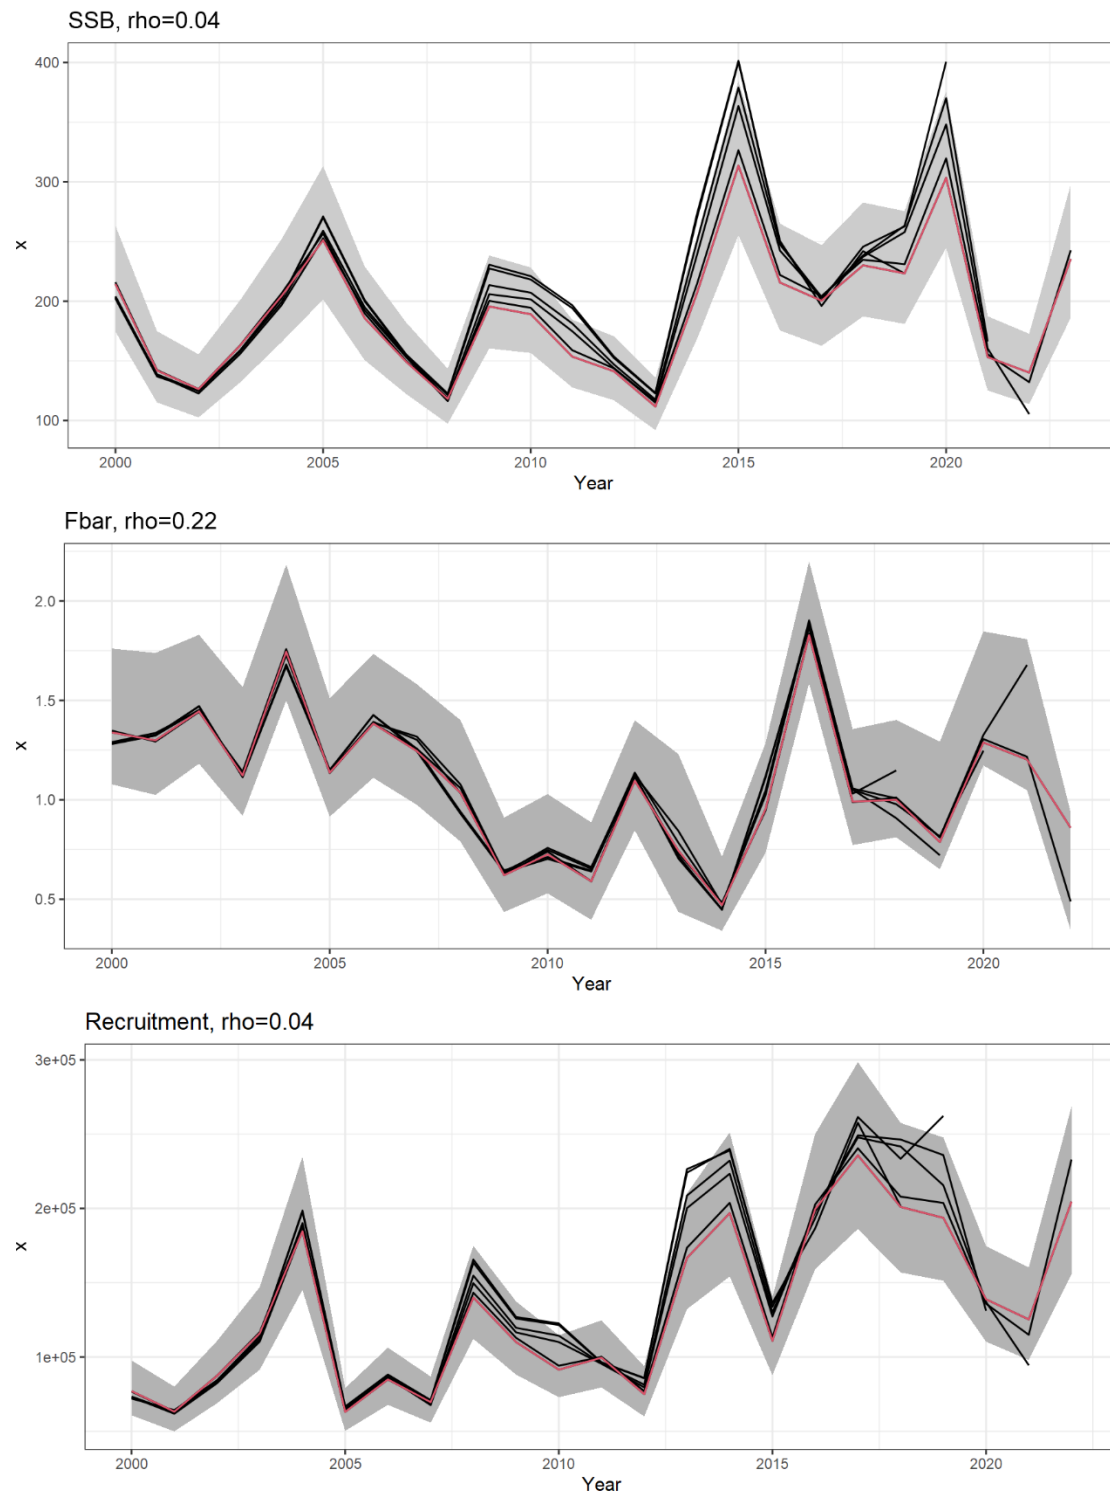 SSB, rho=0.04
400
300
200
100
x
2000 2005 2010 2015 2020
Year
Fbar, rho=0.22
2.0
1.5
1.0
0.5
x
2000 2005 2010 2015 2020
Year
Recruitment, rho=0.04
3e+05
2e+05
1e+05
x
2000 2005 2010 2015 2020
Year